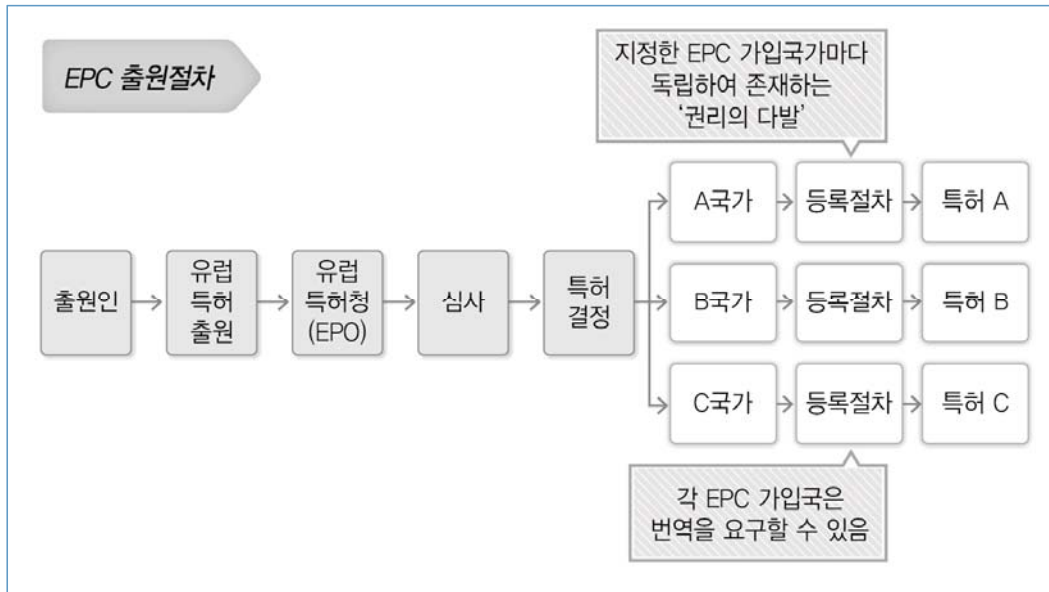 EPC 출원절차
지정한 EPC 가입국가마다
독립하여 존재하는
‘권리의 다발’
출원인
유럽
특허
출원
유럽
특허청
(EPO)
심사
특허
결정
A국가
등록절차
특허 A
B국가
등록절차
특허 B
C국가
등록절차
특허 C
각 EPC 가입국은
번역을 요구할 수 있음